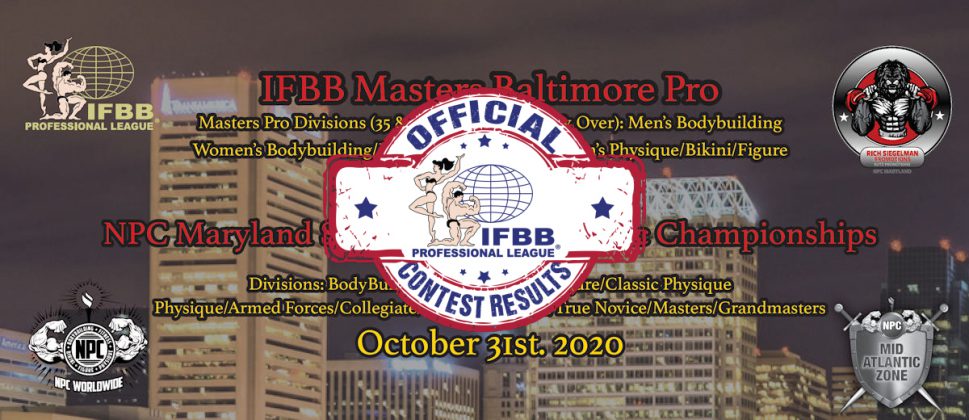 IFBB
PROFESSIONAL LEAGUE®
TRANSAMERICA
IFBB Masters Baltimore Pro
Masters Pro Divisions (35 & Over): Men's Bodybuilding
Women's Bodybuilding/ Physique/Bikini/Figure
RICH SIEGELMAN
PROMOTIONS
NPC MARYLAND
OFFICIAL
IFBB
PROFESSIONAL LEAGUE®
CONTEST RESULTS
NPC Maryland Championships
Divisions: /Classic Physique
Physique/Armed Forces/Collegiate True Novice/Masters/Grandmasters
October 31st. 2020
NPC
NPC WORLDWIDE
NPC
MID
ATLANTIC
ZONE